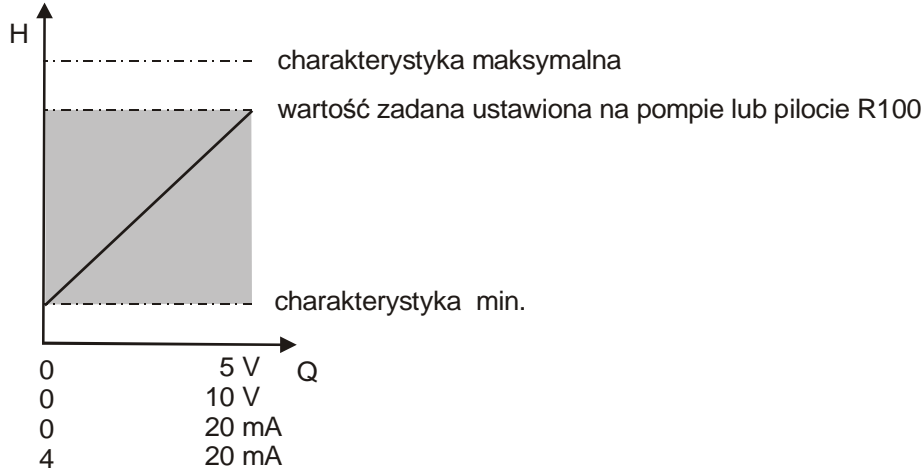 H
charakterystyka maksymalna
wartość zadana ustawiona na pompie lub pilocie R100
charakterystyka min.
0 5 V Q
0 10 V
0 20 mA
4 20 mA